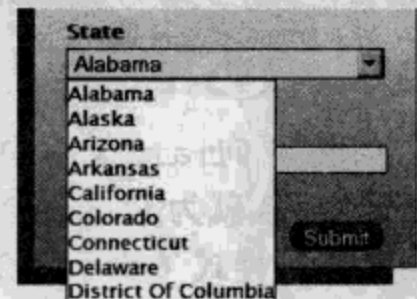 State
Alabama
Alabama
Alaska
Arizona
Arkansas
California
Colorado
Connecticut
Submit
Delaware
District Of Columbia